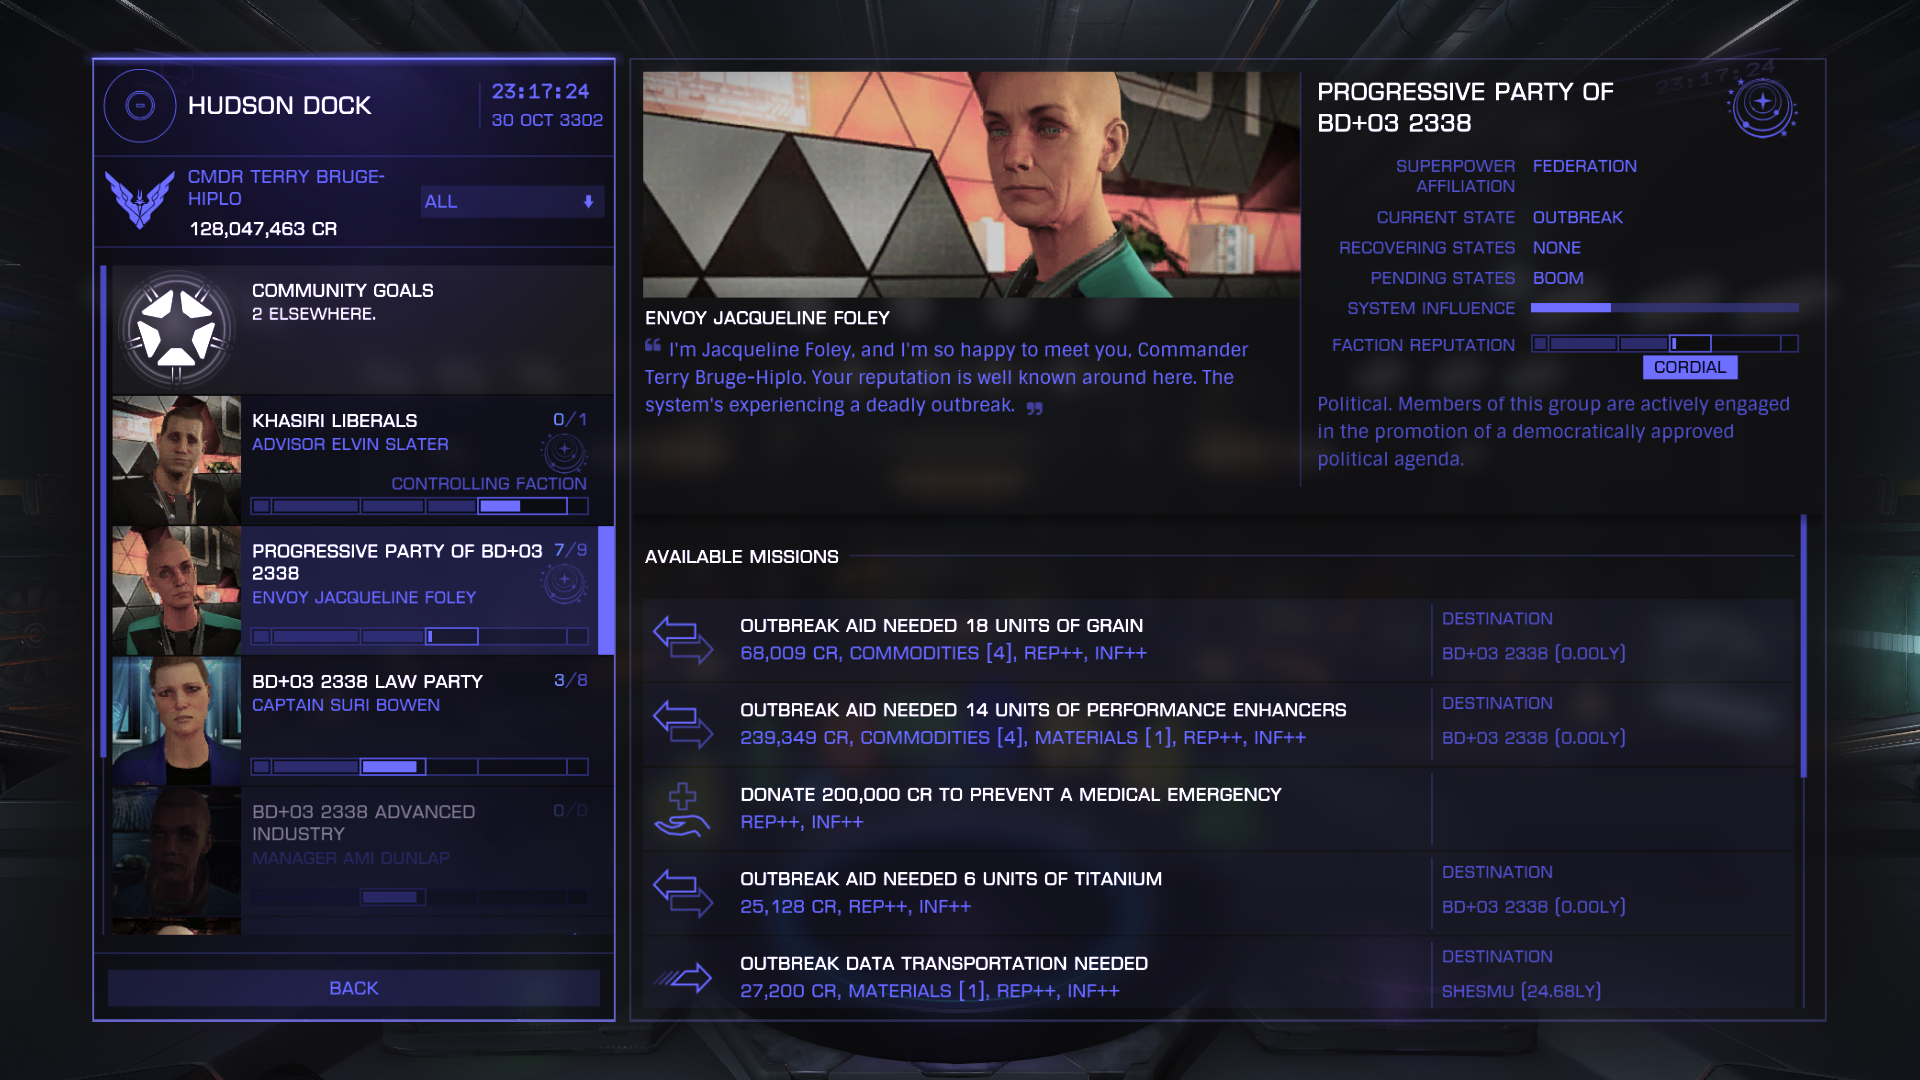 HUDSON DOCK
23:17:24
30 OCT 3302
CMDR TERRY BRUGE-
HIPLO
128,047,463 CR
ALL
COMMUNITY GOALS
2 ELSEWHERE.
KHASIRI LIBERALS
0/1
ADVISOR ELVIN SLATER
CONTROLLING FACTION
PROGRESSIVE PARTY OF BD+03
2338
7/9
ENVOY JACQUELINE FOLEY
BD+03 2338 LAW PARTY
3/8
CAPTAIN SURI BOWEN
BD+03 2338 ADVANCED
INDUSTRY
0/0
MANAGER AMI DUNLAP
BACK
ENVOY JACQUELINE FOLEY
“ I'm Jacqueline Foley, and I'm so happy to meet you, Commander
Terry Bruge-Hiplo. Your reputation is well known around here. The
system's experiencing a deadly outbreak. ”
PROGRESSIVE PARTY OF
BD+03 2338
23:17:24
SUPERPOWER
AFFILIATION
FEDERATION
CURRENT STATE OUTBREAK
RECOVERING STATES NONE
PENDING STATES BOOM
SYSTEM INFLUENCE
FACTION REPUTATION
CORDIAL
Political. Members of this group are actively engaged
in the promotion of a democratically approved
political agenda.
AVAILABLE MISSIONS
OUTBREAK AID NEEDED 18 UNITS OF GRAIN
68,009 CR, COMMODITIES [4], REP++, INF++
DESTINATION
BD+03 2338 (0.00LY)
OUTBREAK AID NEEDED 14 UNITS OF PERFORMANCE ENHANCERS
239,349 CR, COMMODITIES [4], MATERIALS [1], REP++, INF++
DESTINATION
BD+03 2338 (0.00LY)
DONATE 200,000 CR TO PREVENT A MEDICAL EMERGENCY
REP++, INF++
OUTBREAK AID NEEDED 6 UNITS OF TITANIUM
25,128 CR, REP++, INF++
DESTINATION
BD+03 2338 (0.00LY)
OUTBREAK DATA TRANSPORTATION NEEDED
27,200 CR, MATERIALS [1], REP++, INF++
DESTINATION
SHESMU (24.68LY)